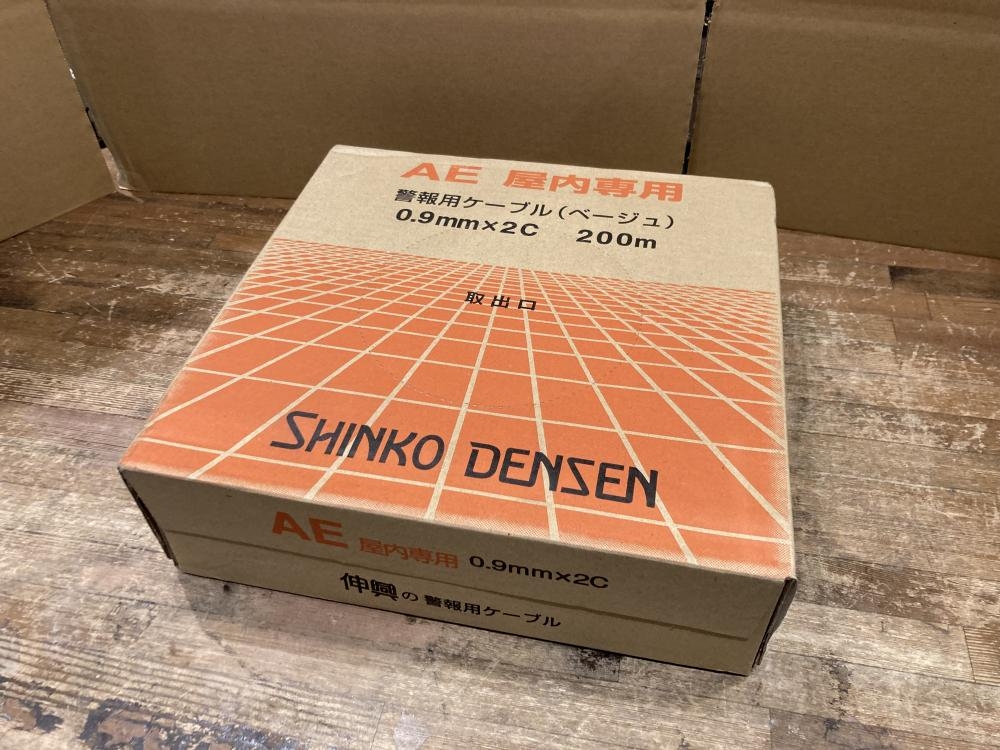 AE 屋内専用
警報用ケーブル(ベージュ)
0.9mm×2C 200m
取出口
SHINKO DENSEN
AE 屋内専用 0.9mm×2C
伸興の警報用ケーブル